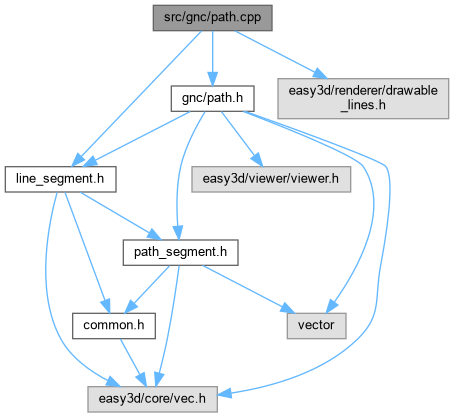 src/gnc/path.cpp
gnc/path.h
easy3d/renderer/drawable
_lines.h
line_segment.h
easy3d/viewer/viewer.h
path_segment.h
common.h
vector
easy3d/core/vec.h